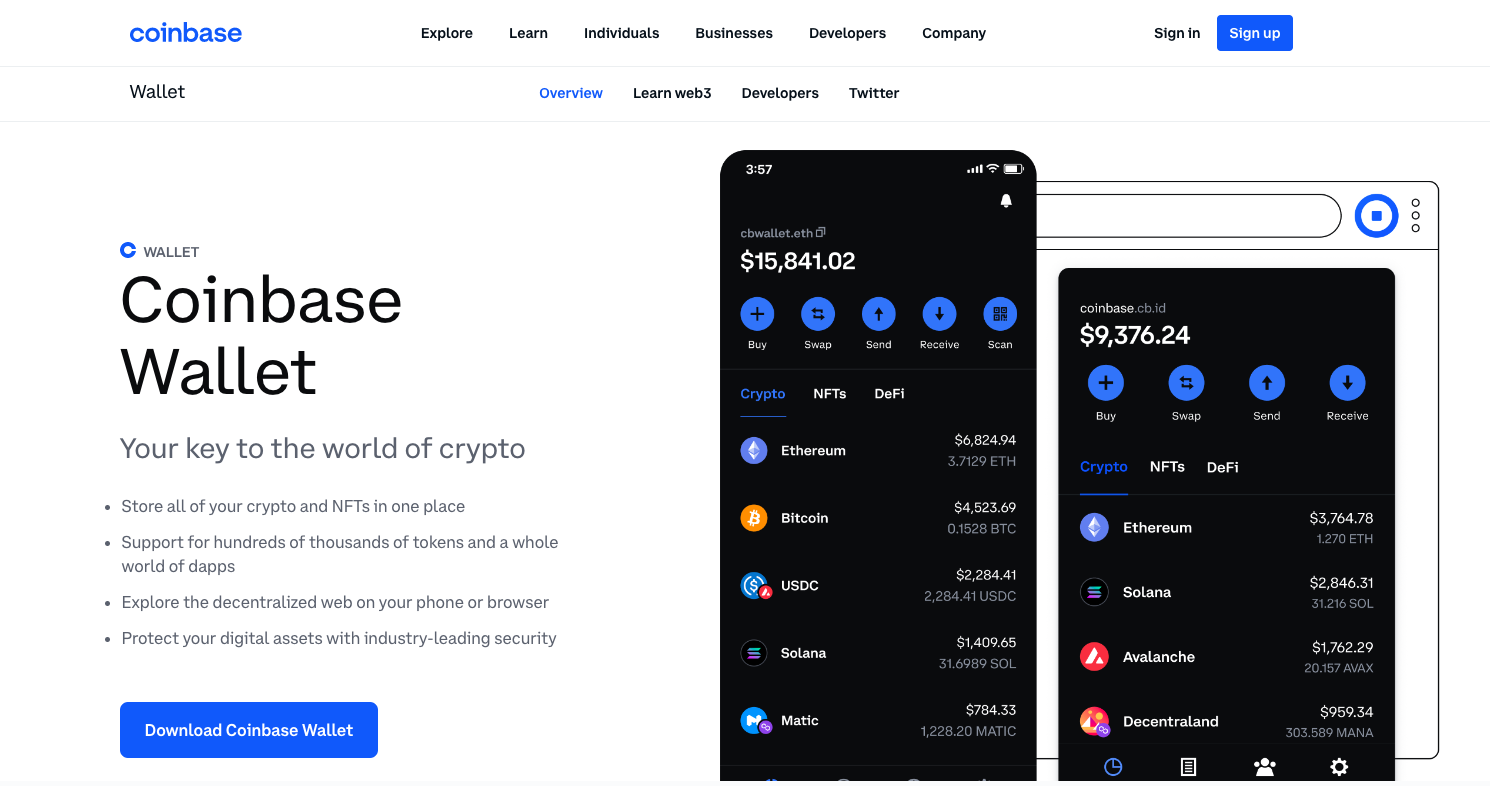 coinbase
Explore Learn Individuals Businesses Developers Company
Sign in Sign up
Wallet
Overview Learn web3 Developers Twitter
WALLET
Coinbase
Wallet
Your key to the world of crypto
Store all of your crypto and NFTs in one place
Support for hundreds of thousands of tokens and a whole
world of dapps
Explore the decentralized web on your phone or browser
Protect your digital assets with industry-leading security
Download Coinbase Wallet
3:57
cbwallet.eth
$15,841.02
Buy Swap Send Receive Scan
Crypto NFTs DeFi
Ethereum $6,824.94
3.7129 ETH
Bitcoin $4,523.69
0.1528 BTC
USDC $2,284.41
2,284.41 USDC
Solana $1,409.65
31.6989 SOL
Matic $784.33
1,228.20 MATIC
coinbase.cb.id
$9,376.24
Buy Swap Send Receive
Crypto NFTs DeFi
Ethereum $3,764.78
1.270 ETH
Solana $2,846.31
31.216 SOL
Avalanche $1,762.29
20.157 AVAX
Decentraland $959.34
303.589 MANA